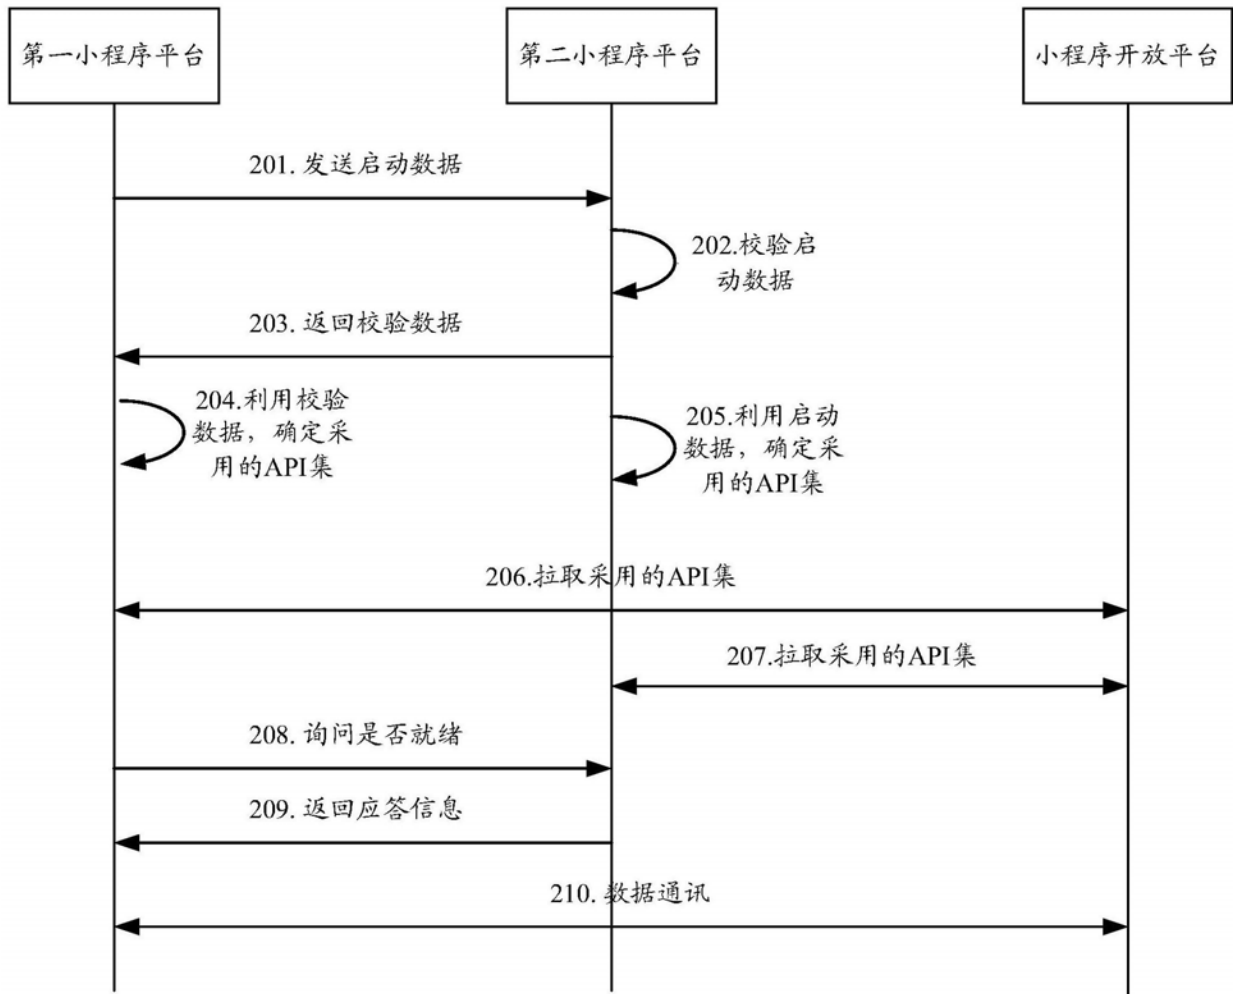 第一小程序平台
第二小程序平台
小程序开放平台
201. 发送启动数据
202.校验启
动数据
203. 返回校验数据
204.利用校验
数据，确定采
用的API集
205.利用启动
数据，确定采
用的API集
206.拉取采用的API集
207.拉取采用的API集
208. 询问是否就绪
209. 返回应答信息
210. 数据通讯